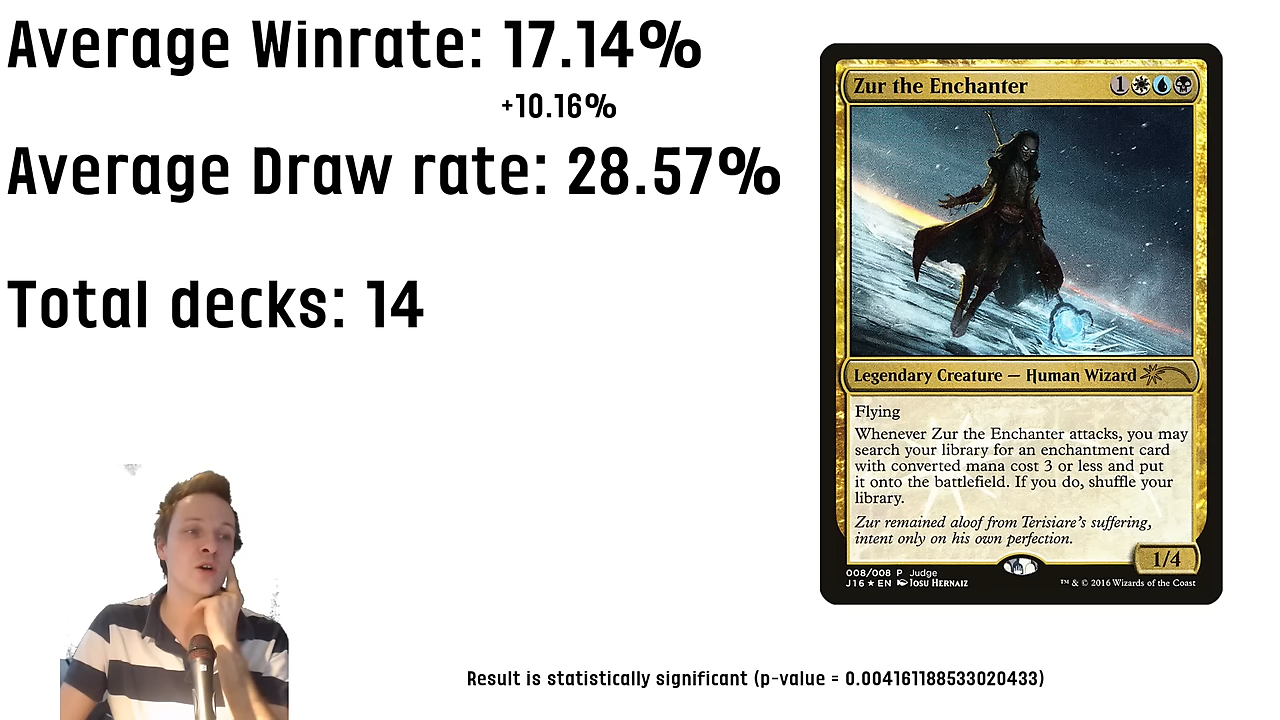 Average Winrate: 17.14%
+10.16%
Average Draw rate: 28.57%
Total decks: 14
Zur the Enchanter 1
Legendary Creature — Human Wizard
Flying
Whenever Zur the Enchanter attacks, you may
search your library for an enchantment card
with converted mana cost 3 or less and put
it onto the battlefield. If you do, shuffle your
library.
Zur remained aloof from Terisiare's suffering,
intent only on his own perfection.
1/4
008/008 P Judge
J16 ★ EN Iosu Hernaiz
™ & © 2016 Wizards of the Coast
Result is statistically significant (p-value = 0.004161188533020433)